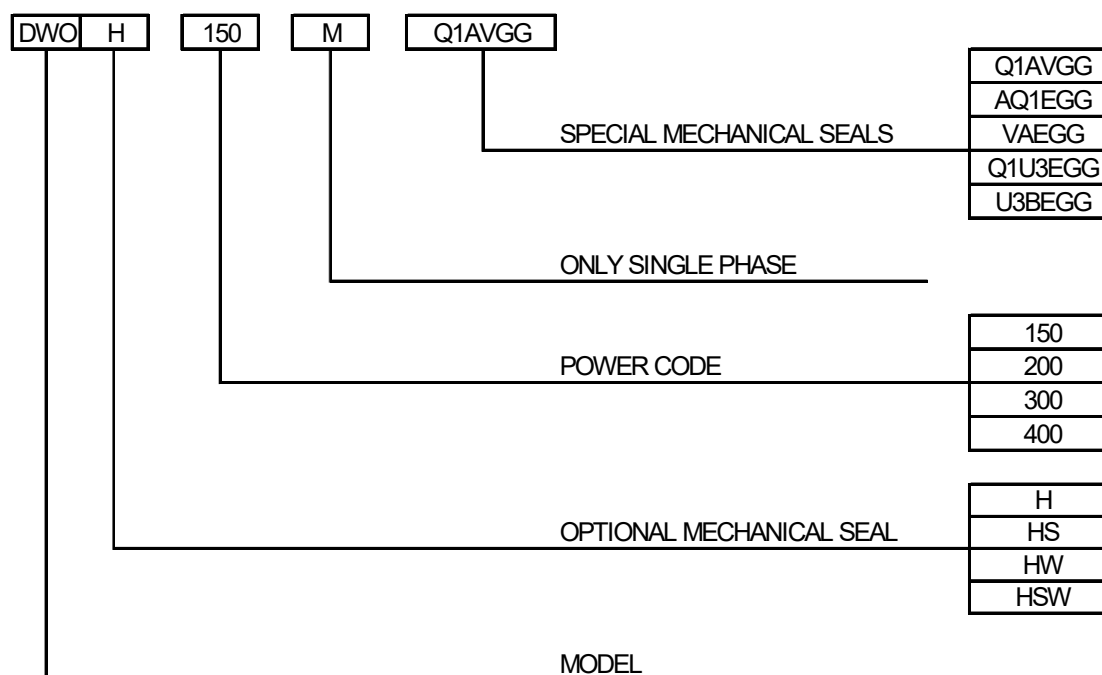 DWO H 150 M Q1AVGG
Q1AVGG
AQ1EGG
SPECIAL MECHANICAL SEALS VAEGG
Q1U3EGG
U3BEGG
ONLY SINGLE PHASE
150
POWER CODE 200
300
400
H
OPTIONAL MECHANICAL SEAL HS
HW
HSW
MODEL